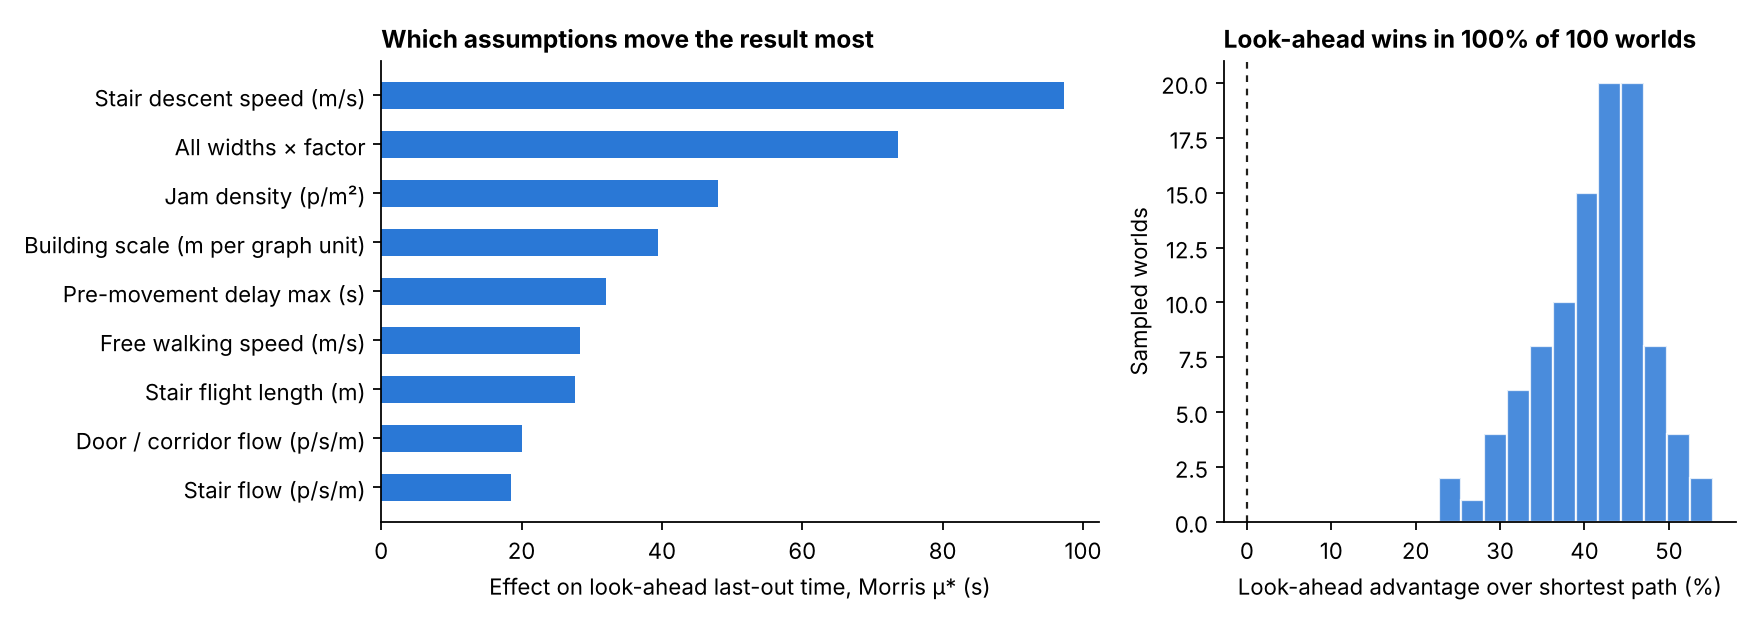 Which assumptions move the result most
Stair descent speed (m/s)
All widths × factor
Jam density (p/m²)
Building scale (m per graph unit)
Pre-movement delay max (s)
Free walking speed (m/s)
Stair flight length (m)
Door / corridor flow (p/s/m)
Stair flow (p/s/m)
0 20 40 60 80 100
Effect on look-ahead last-out time, Morris μ* (s)
Look-ahead wins in 100% of 100 worlds
Sampled worlds
20.0
17.5
15.0
12.5
10.0
7.5
5.0
2.5
0.0
0 10 20 30 40 50
Look-ahead advantage over shortest path (%)